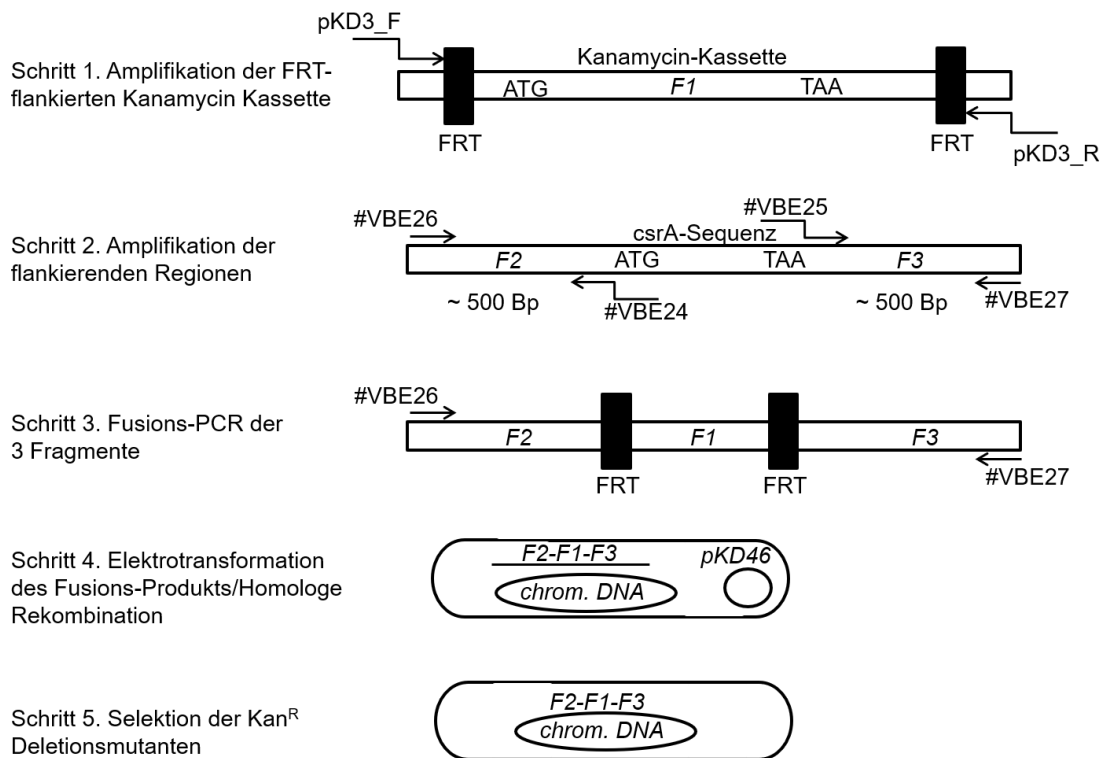 pKD3_F
Schritt 1. Amplifikation der FRT-
flankierten Kanamycin Kassette
Kanamycin-Kassette
ATG F1 TAA
FRT FRT
pKD3_R
Schritt 2. Amplifikation der
flankierenden Regionen
#VBE26 #VBE25
csrA-Sequenz
F2 ATG TAA F3
~ 500 Bp #VBE24 ~ 500 Bp #VBE27
Schritt 3. Fusions-PCR der
3 Fragmente
#VBE26
F2 F1 F3
FRT FRT #VBE27
Schritt 4. Elektrotransformation
des Fusions-Produkts/Homologe
Rekombination
F2-F1-F3 pKD46
chrom. DNA
Schritt 5. Selektion der KanR
Deletionsmutanten
F2-F1-F3
chrom. DNA